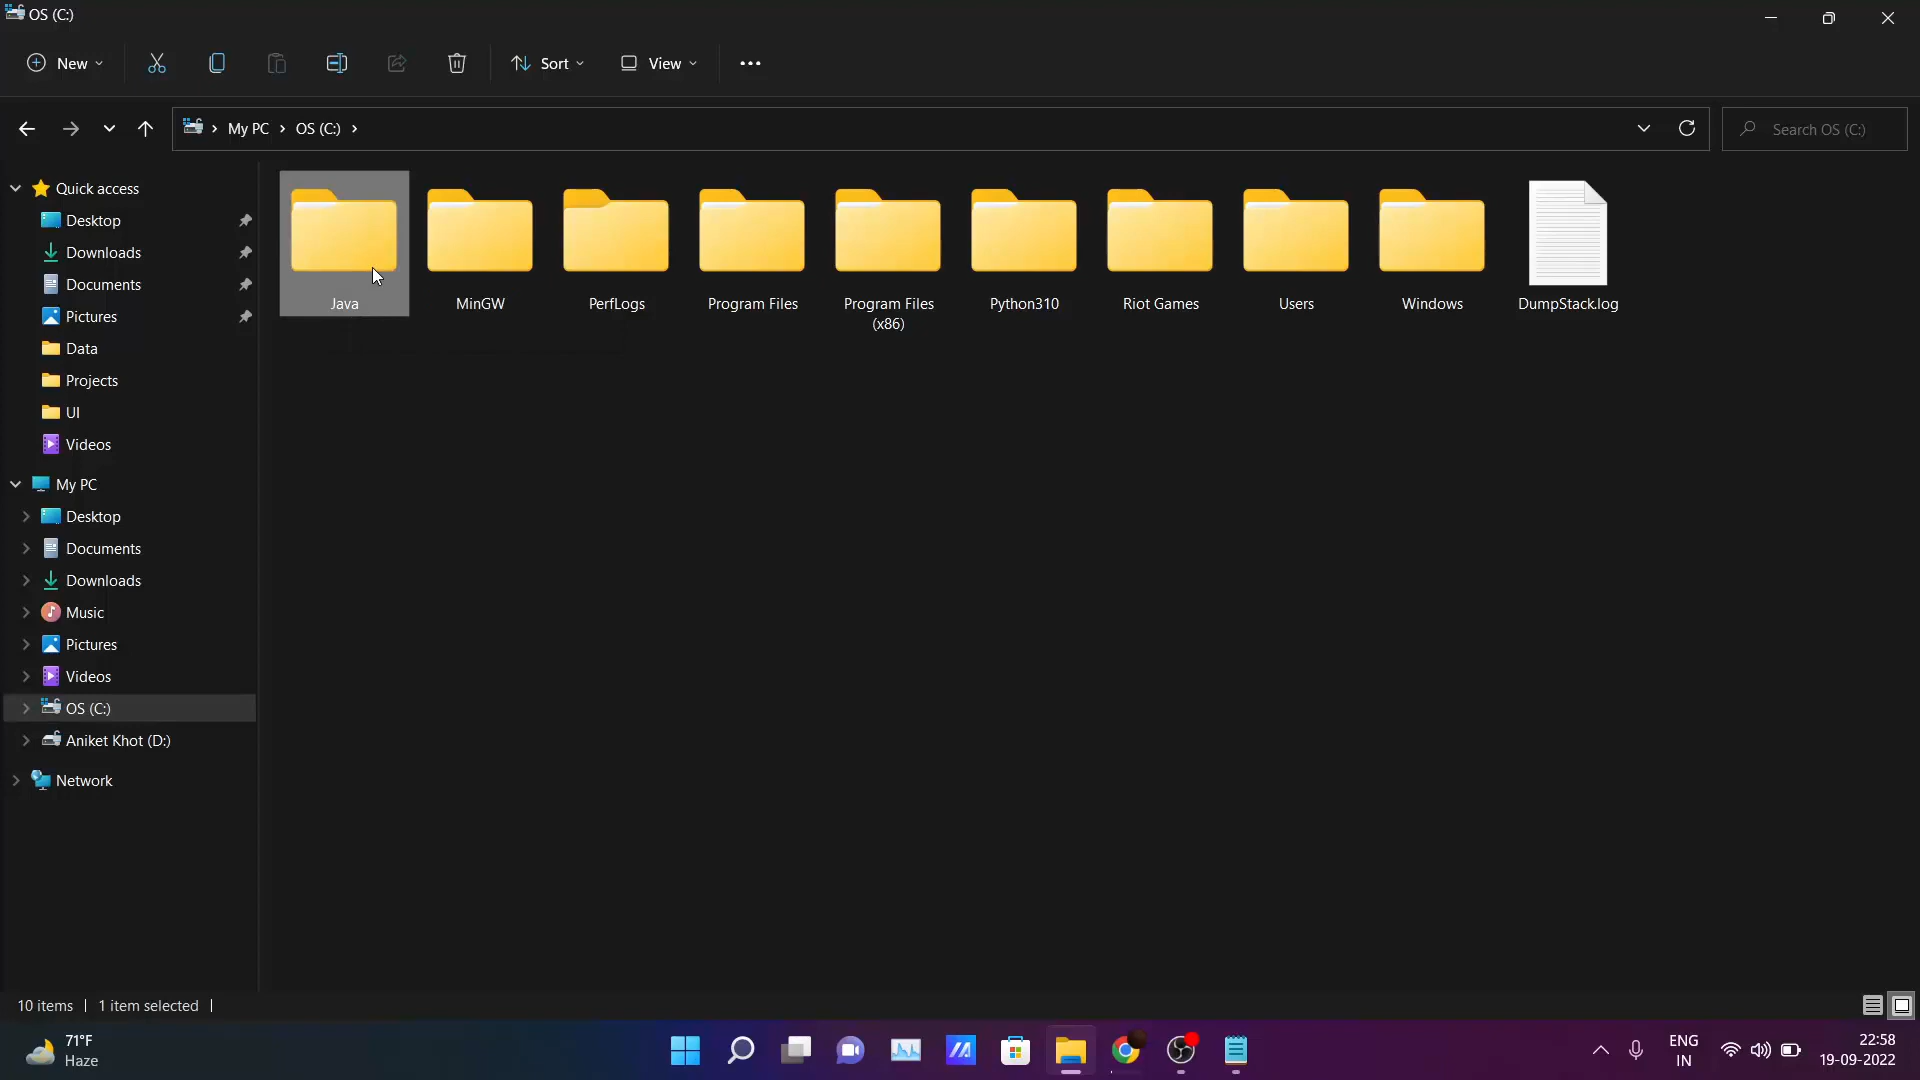 OS (C:)
New
Sort
View
My PC
OS (C:)
Search OS (C:)
Quick access
Desktop
Downloads
Documents
Pictures
Data
Projects
UI
Videos
My PC
Desktop
Documents
Downloads
Music
Pictures
Videos
OS (C:)
Aniket Khot (D:)
Network
Java
MinGW
PerfLogs
Program Files
Program Files
(x86)
Python310
Riot Games
Users
Windows
DumpStack.log
10 items
1 item selected
71°F
Haze
ENG
IN
22:58
19-09-2022